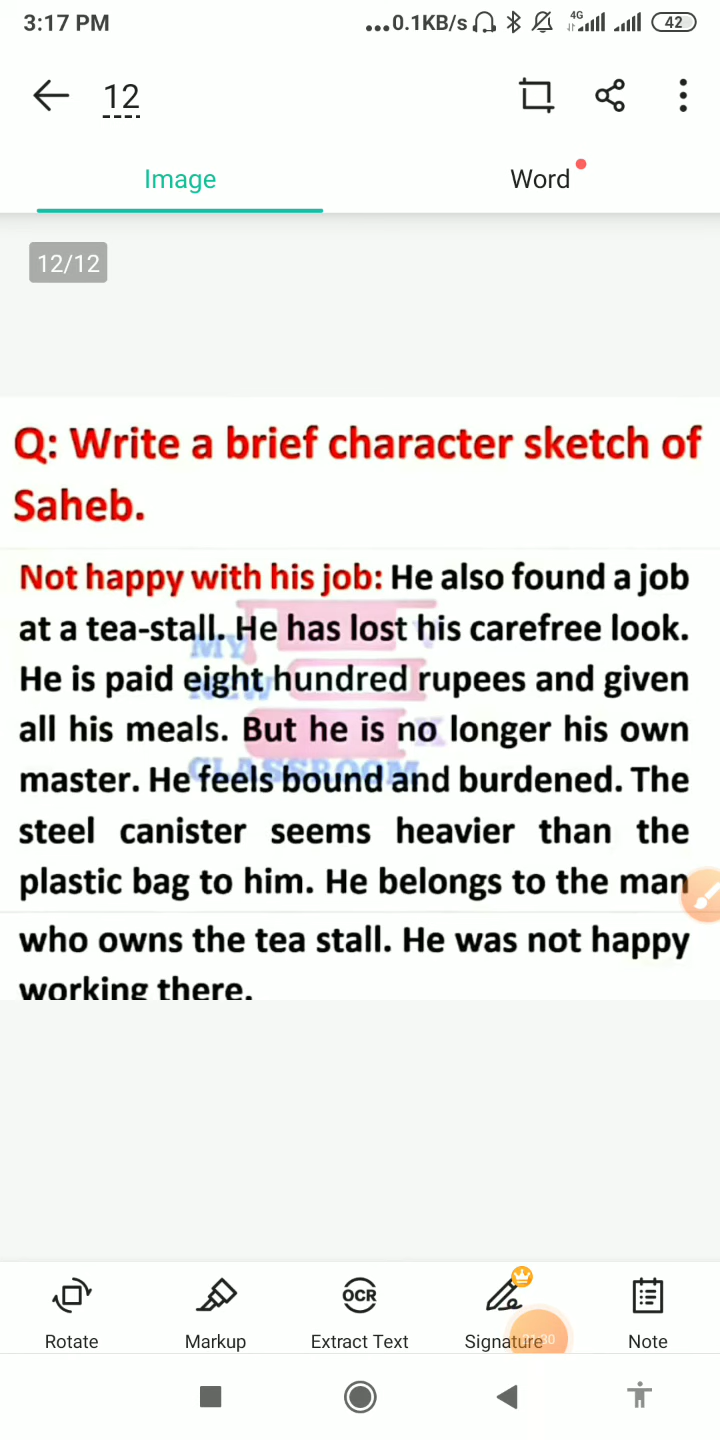 3:17 PM
...0.1KB/s 4G 42
12
Image Word
12/12
Q: Write a brief character sketch of
Saheb.
Not happy with his job: He also found a job
at a tea-stall. He has lost his carefree look.
He is paid eight hundred rupees and given
all his meals. But he is no longer his own
master. He feels bound and burdened. The
steel canister seems heavier than the
plastic bag to him. He belongs to the man
who owns the tea stall. He was not happy
working there.
MY
NEW
CLASSROOM
OCR
Rotate Markup Extract Text Signature Note